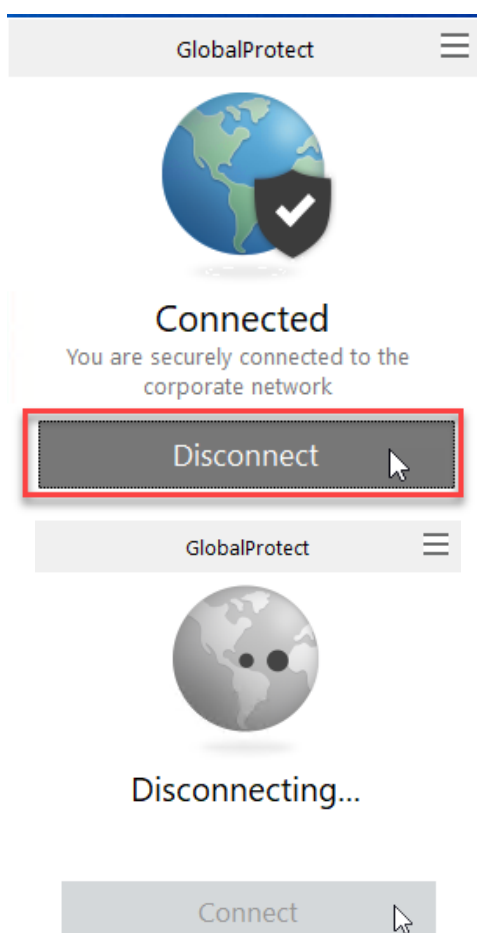 GlobalProtect
Connected
You are securely connected to the
corporate network
Disconnect
GlobalProtect
Disconnecting...
Connect